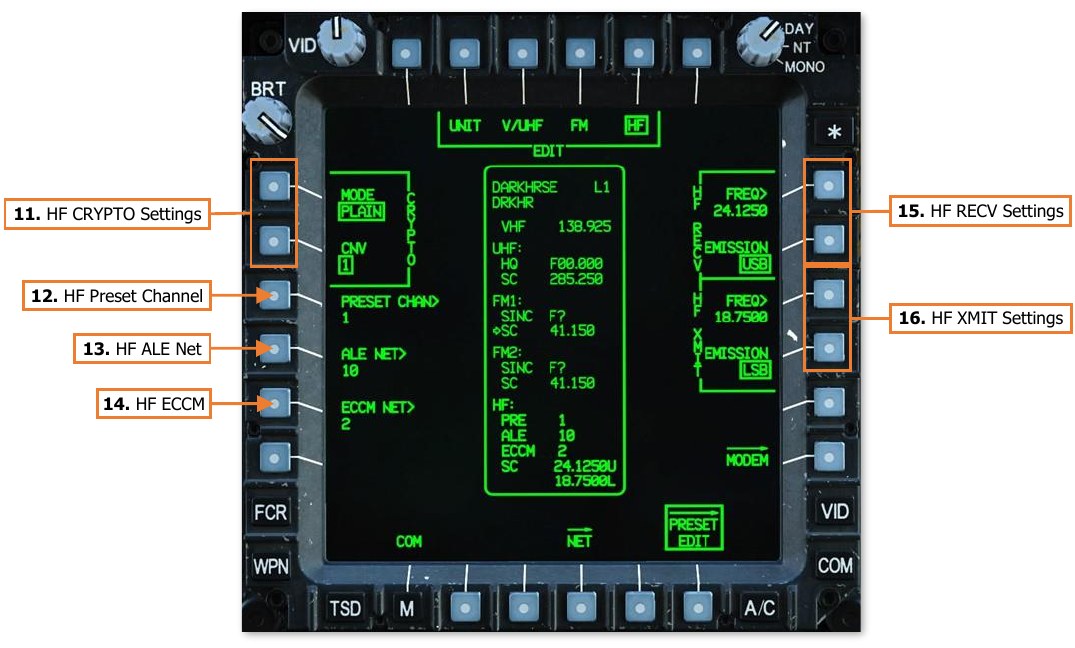 VID
DAY
NT
MONO
BRT
*
UNIT V/UHF FM HF
EDIT
11. HF CRYPTO Settings
12. HF Preset Channel
13. HF ALE Net
14. HF ECCM
MODE
PLAIN
CNV
1
CRYPTO
PRESET CHAN>
1
ALE NET>
10
ECCM NET>
2
DARKHRSE L1
DRKHR
VHF 138.925
UHF:
HQ F00.000
SC 285.250
FM1:
SINC F?
SC 41.150
FM2:
SINC F?
SC 41.150
HF:
PRE 1
ALE 10
ECCM 2
SC 24.1250U
18.7500L
HF RECV
FREQ>
24.1250
EMISSION
USB
HF XMIT
FREQ>
18.7500
EMISSION
LSB
MODEM
15. HF RECV Settings
16. HF XMIT Settings
COM
NET
PRESET
EDIT
FCR
WPN
VID
COM
TSD
M
A/C